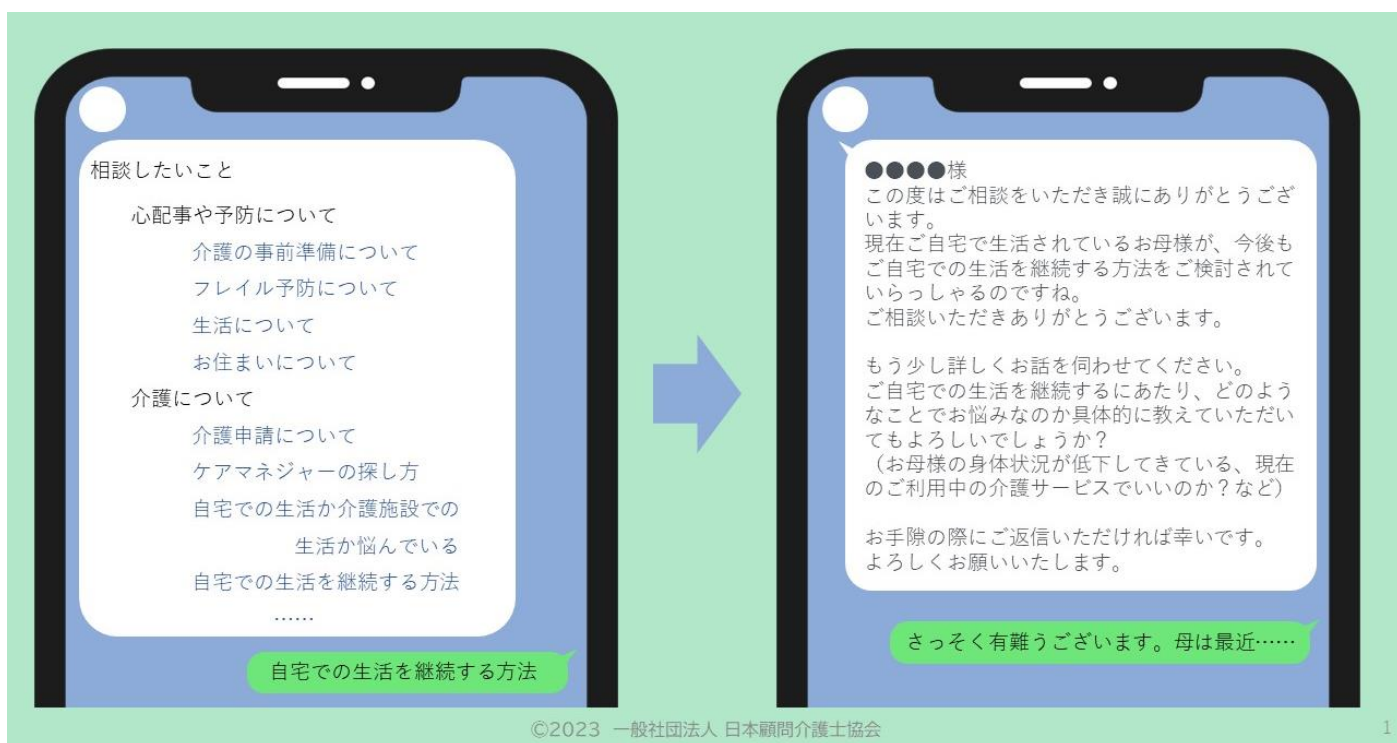 相談したいこと
心配事や予防について
介護の事前準備について
フレイル予防について
生活について
お住まいについて
介護について
介護申請について
ケアマネジャーの探し方
自宅での生活か介護施設での
生活か悩んでいる
自宅での生活を継続する方法
……
自宅での生活を継続する方法
●●●●様
この度はご相談をいただき誠にありがとうござ
います。
現在ご自宅で生活されているお母様が、今後も
ご自宅での生活を継続する方法をご検討されて
いらっしゃるのですね。
ご相談いただきありがとうございます。
もう少し詳しくお話を伺わせてください。
ご自宅での生活を継続するにあたり、どのよう
なことでお悩みなのか具体的に教えていただい
てもよろしいでしょうか？
（お母様の身体状況が低下してきている、現在
のご利用中の介護サービスでいいのか？など）
お手隙の際にご返信いただければ幸いです。
よろしくお願いいたします。
さっそく有難うございます。母は最近……
©2023 一般社団法人 日本顧問介護士協会
1